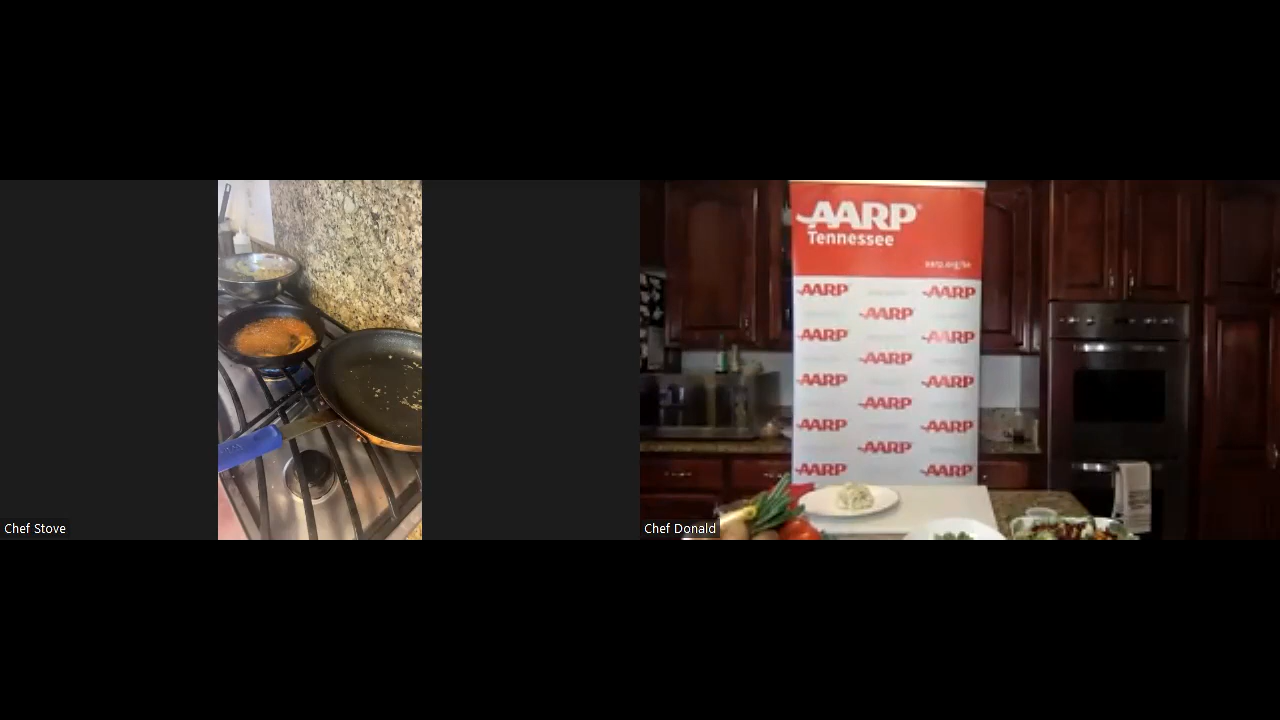 AARP
Tennessee
aarp.org/tn
AARP AARP
AARP
AARP AARP
AARP
AARP AARP
AARP
AARP AARP
AARP
AARP AARP
Chef Stove
Chef Donald